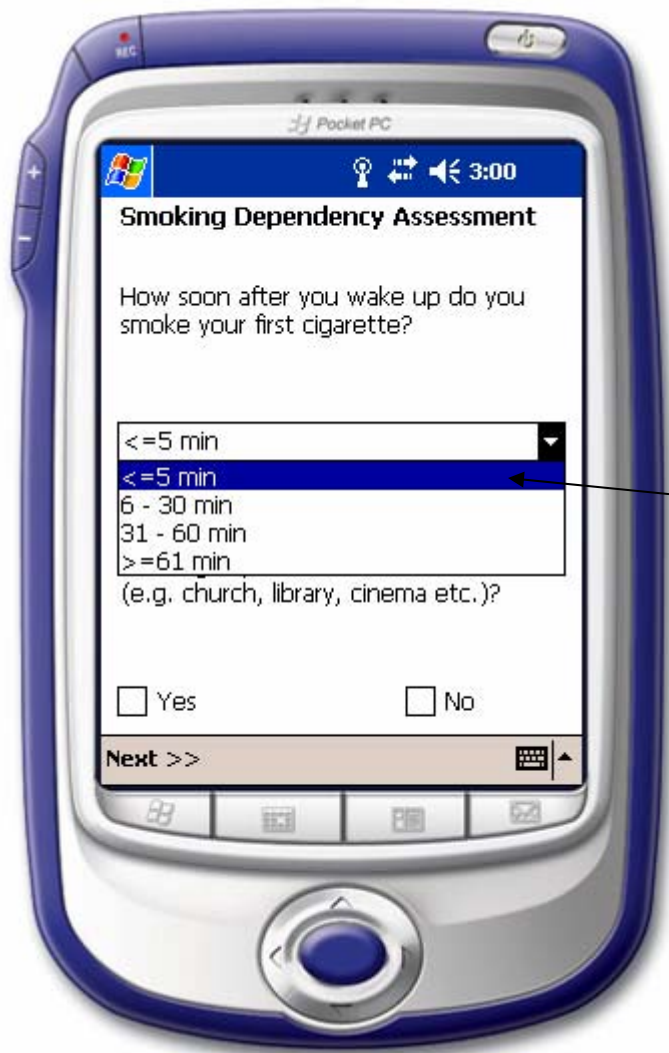 REC
Pocket PC
3:00
Smoking Dependency Assessment
How soon after you wake up do you
smoke your first cigarette?
<=5 min
<=5 min
6 - 30 min
31 - 60 min
>=61 min
(e.g. church, library, cinema etc.)?
Yes
No
Next >>